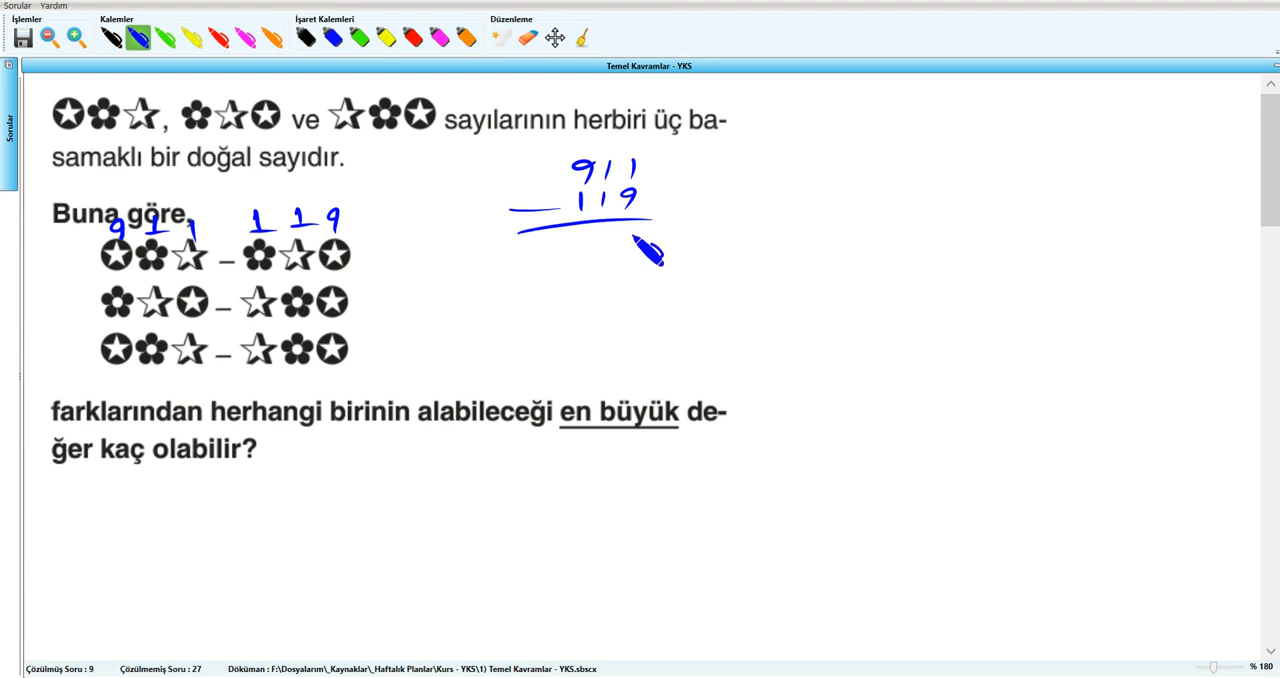 Sorular Yardım
İşlemler Kalemler İşaret Kalemleri Düzenleme
Temel Kavramlar - YKS
Sorular
✪✿☆, ✿☆✪ ve ☆✿✪ sayılarının herbiri üç ba-
samaklı bir doğal sayıdır.
911
119
Buna göre,
9 1 1 1 1 9
✪✿☆ – ✿☆✪
✿☆✪ – ☆✿✪
✪✿☆ – ☆✿✪
farklarından herhangi birinin alabileceği en büyük de-
ğer kaç olabilir?
Çözülmüş Soru : 9 Çözülmemiş Soru : 27 Döküman : F:\Dosyalarım\_Kaynaklar\_Haftalık Planlar\Kurs - YKS\1) Temel Kavramlar - YKS.sbscx % 180